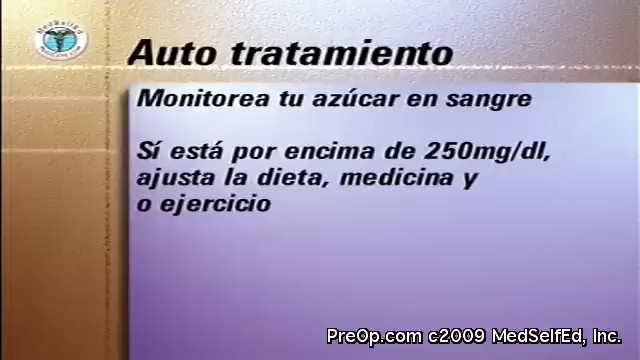 MedSelfEd
Auto tratamiento
Monitorea tu azúcar en sangre
Sí está por encima de 250mg/dl,
ajusta la dieta, medicina y
o ejercicio
PreOp.com c2009 MedSelfEd, Inc.